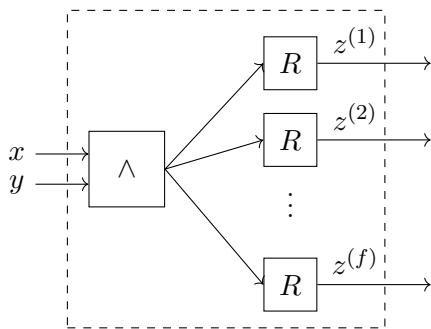 R z^{(1)}
R z^{(2)}
x
y
∧
⋮
R z^{(f)}